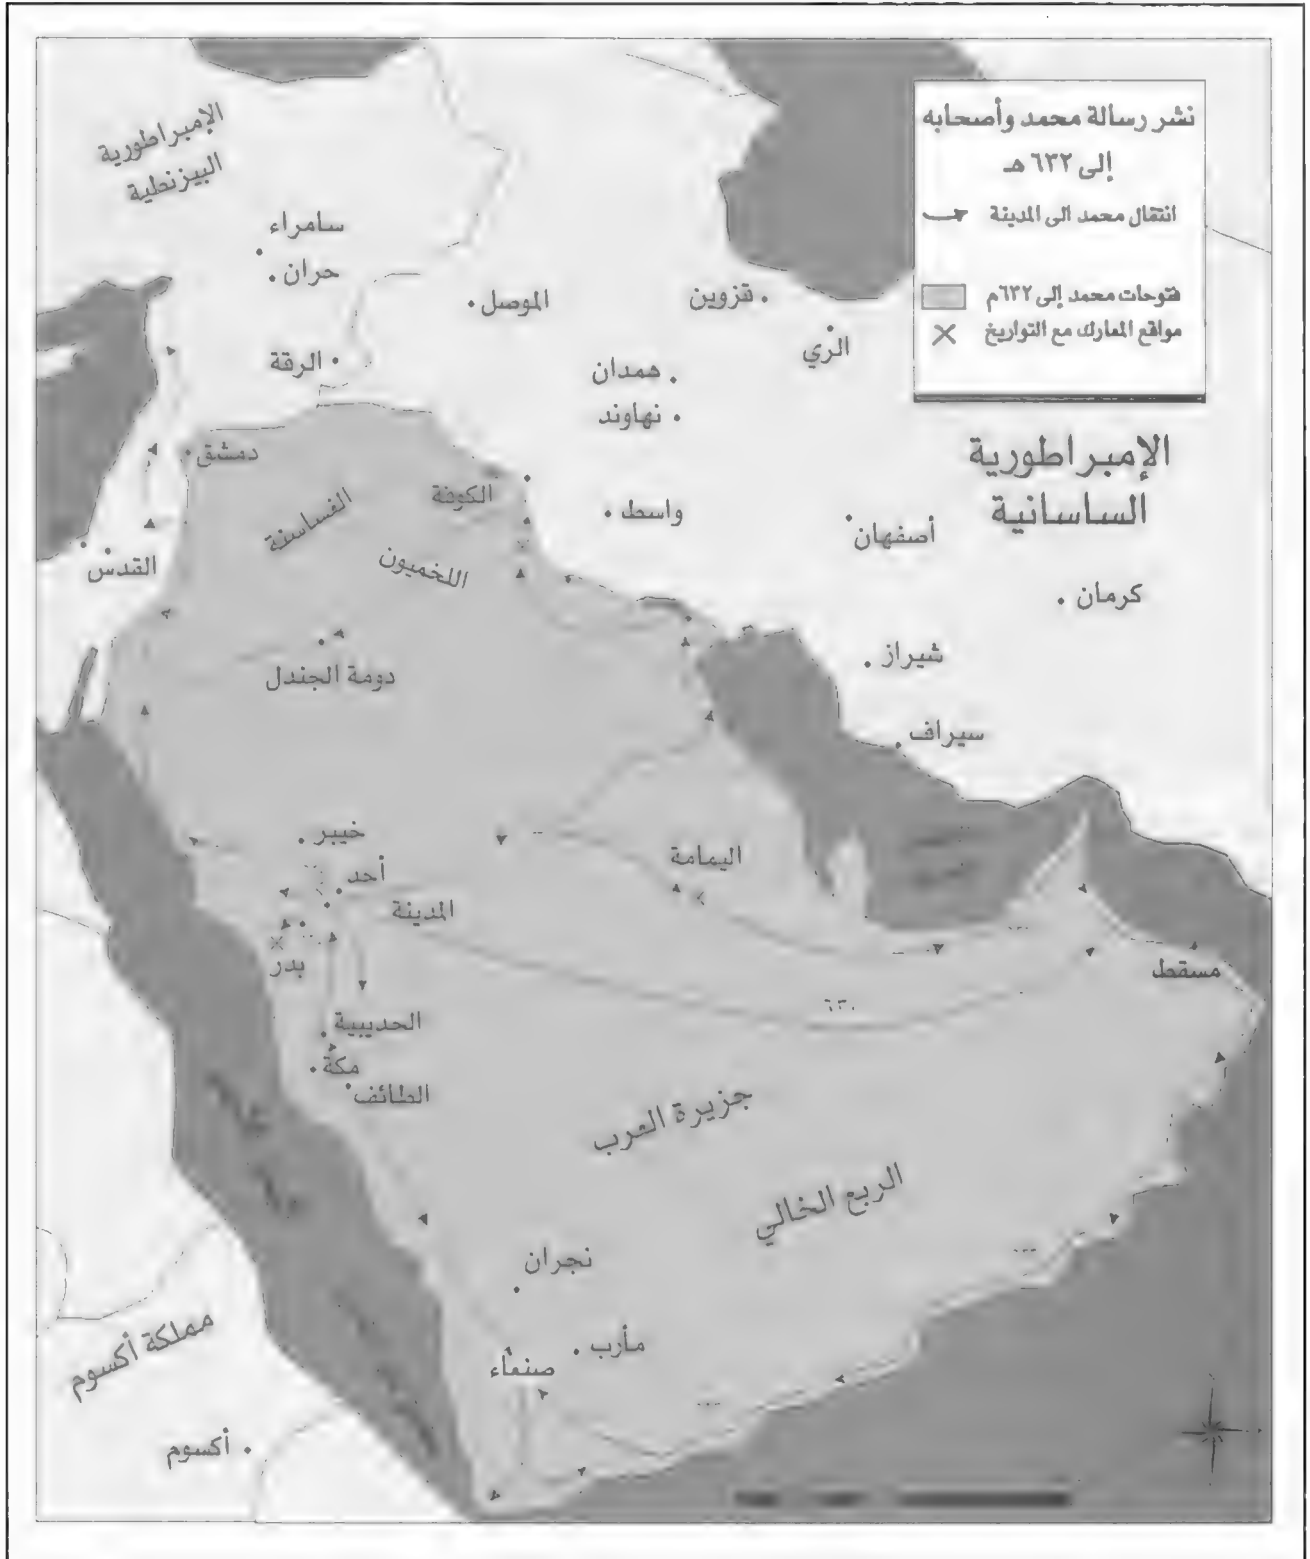 نشر رسالة محمد وأصحابه
إلى ٦٣٢ هـ
انتقال محمد الى المدينة
فتوحات محمد إلى ٦٣٢م
مواقع المعارك مع التواريخ
الإمبراطورية
البيزنطية
سامراء
حران
الموصل
قزوين
الري
الرقة
همدان
نهاوند
الإمبراطورية
الساسانية
دمشق
الغساسنة
الكوفة
واسط
أصفهان
اللخميون
القدس
كرمان
دومة الجندل
شيراز
سيراف
خيبر
أحد
اليمامة
المدينة
بدر
مسقط
٦٣٠
الحديبية
مكة
الطائف
جزيرة العرب
الربع الخالي
نجران
مملكة أكسوم
مأرب
صنعاء
أكسوم